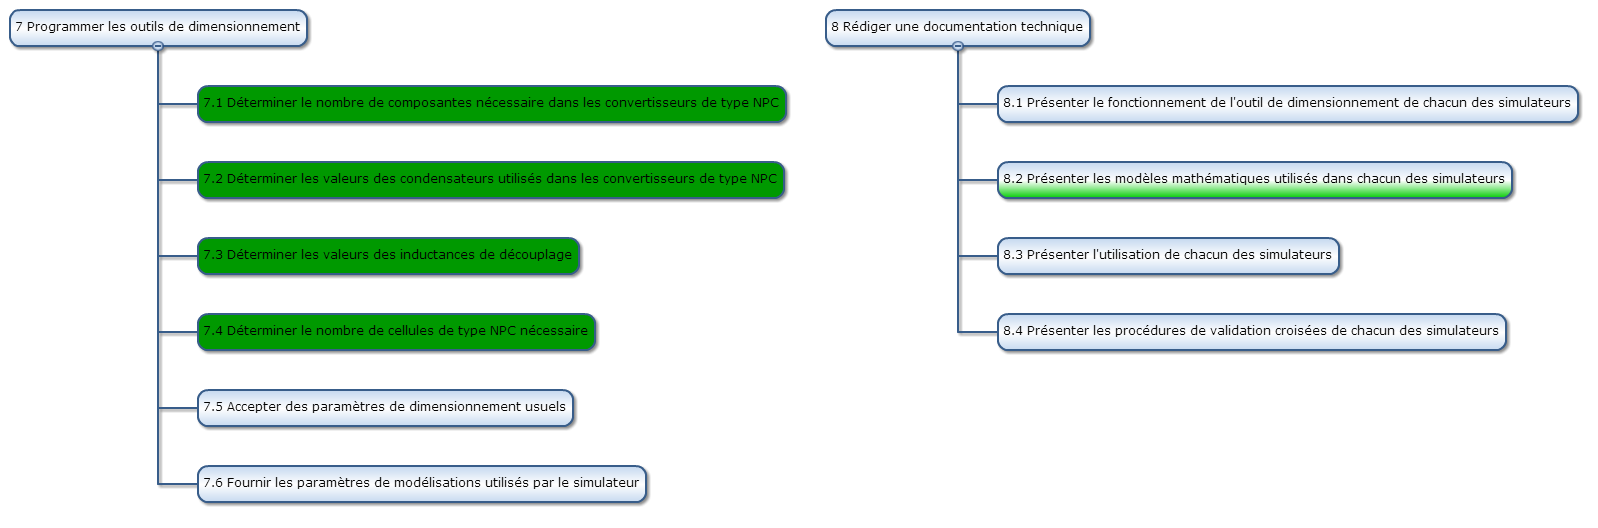 7 Programmer les outils de dimensionnement
7.1 Déterminer le nombre de composantes nécessaire dans les convertisseurs de type NPC
7.2 Déterminer les valeurs des condensateurs utilisés dans les convertisseurs de type NPC
7.3 Déterminer les valeurs des inductances de découplage
7.4 Déterminer le nombre de cellules de type NPC nécessaire
7.5 Accepter des paramètres de dimensionnement usuels
7.6 Fournir les paramètres de modélisations utilisés par le simulateur
8 Rédiger une documentation technique
8.1 Présenter le fonctionnement de l'outil de dimensionnement de chacun des simulateurs
8.2 Présenter les modèles mathématiques utilisés dans chacun des simulateurs
8.3 Présenter l'utilisation de chacun des simulateurs
8.4 Présenter les procédures de validation croisées de chacun des simulateurs